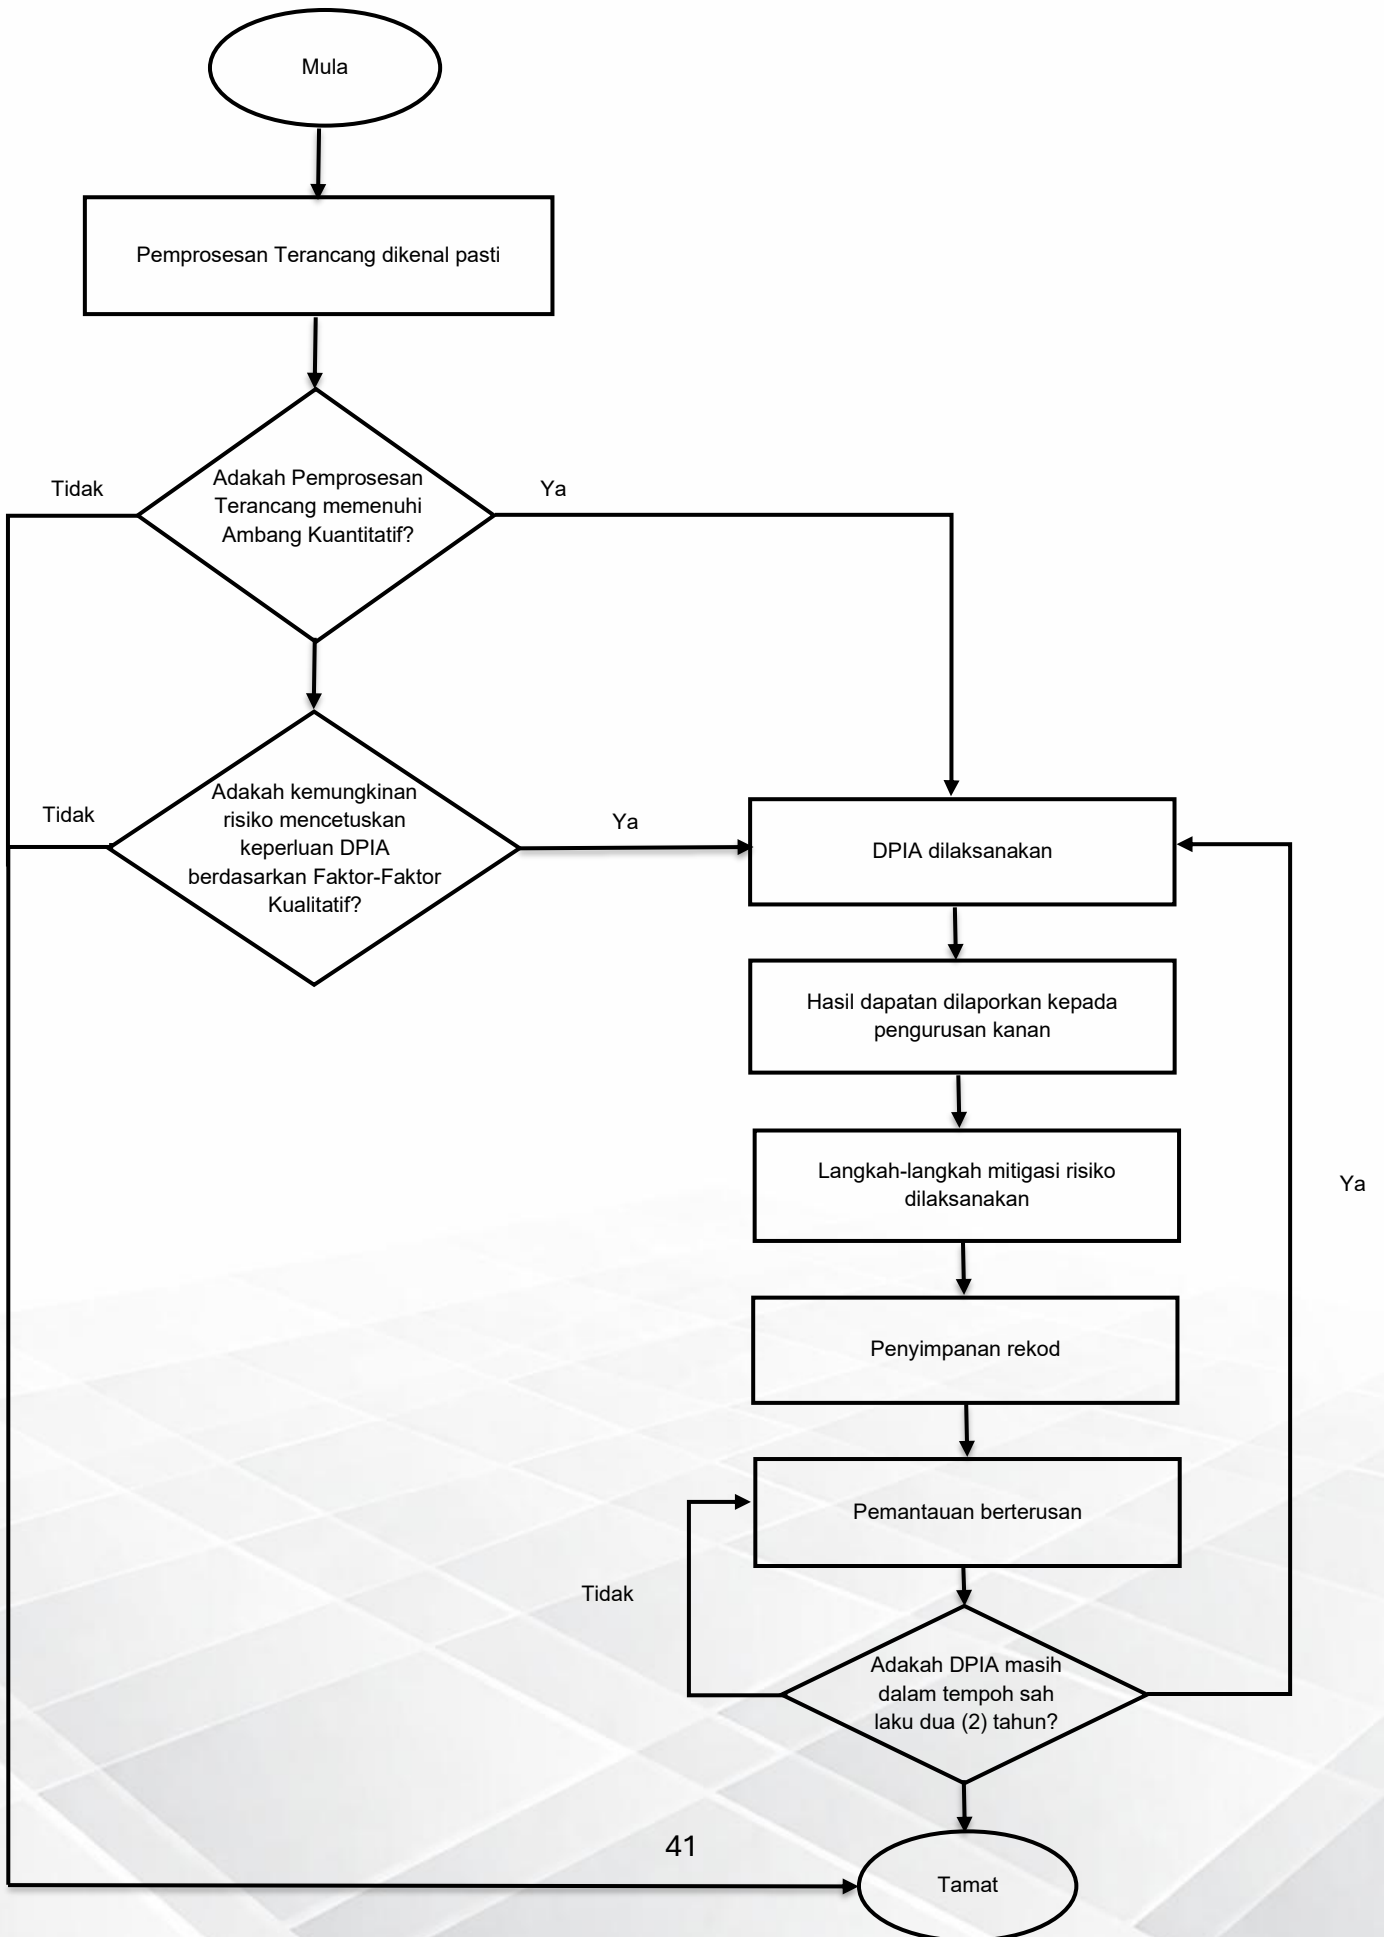 Mula
Pemprosesan Terancang dikenal pasti
Adakah Pemprosesan
Terancang memenuhi
Ambang Kuantitatif?
Tidak
Ya
Adakah kemungkinan
risiko mencetuskan
keperluan DPIA
berdasarkan Faktor-Faktor
Kualitatif?
Tidak
Ya
DPIA dilaksanakan
Hasil dapatan dilaporkan kepada
pengurusan kanan
Langkah-langkah mitigasi risiko
dilaksanakan
Ya
Penyimpanan rekod
Pemantauan berterusan
Tidak
Adakah DPIA masih
dalam tempoh sah
laku dua (2) tahun?
41
Tamat